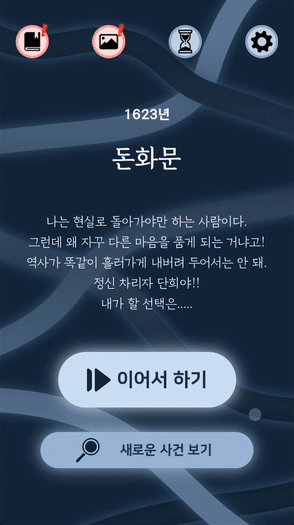 1623년
돈화문
나는 현실로 돌아가야만 하는 사람이다.
그런데 왜 자꾸 다른 마음을 품게 되는 거냐고!
역사가 똑같이 흘러가게 내버려 두어서는 안 돼.
정신 차리자 단희야!!
내가 할 선택은.....
이어서 하기
새로운 사건 보기